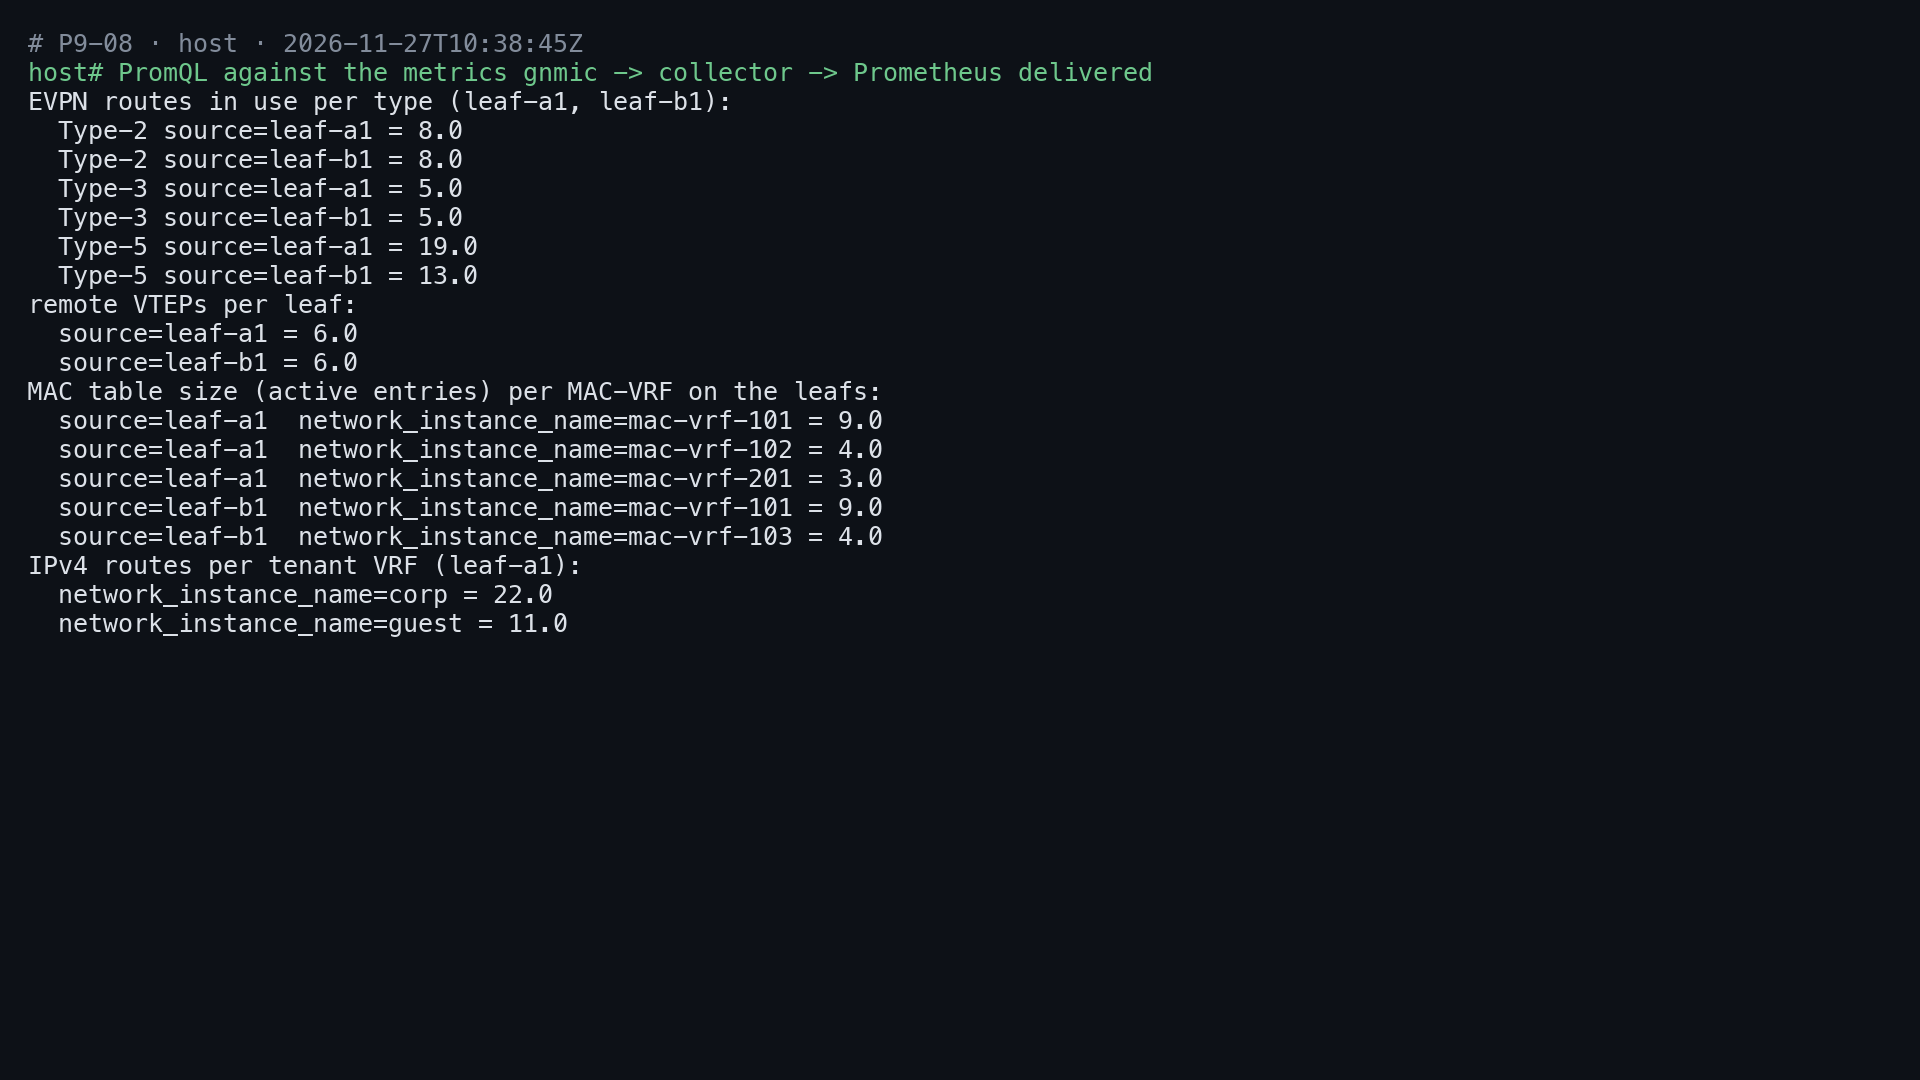 # P9-08 · host · 2026-11-27T10:38:45Z
host# PromQL against the metrics gnmic -> collector -> Prometheus delivered
EVPN routes in use per type (leaf-a1, leaf-b1):
  Type-2 source=leaf-a1 = 8.0
  Type-2 source=leaf-b1 = 8.0
  Type-3 source=leaf-a1 = 5.0
  Type-3 source=leaf-b1 = 5.0
  Type-5 source=leaf-a1 = 19.0
  Type-5 source=leaf-b1 = 13.0
remote VTEPs per leaf:
  source=leaf-a1 = 6.0
  source=leaf-b1 = 6.0
MAC table size (active entries) per MAC-VRF on the leafs:
  source=leaf-a1  network_instance_name=mac-vrf-101 = 9.0
  source=leaf-a1  network_instance_name=mac-vrf-102 = 4.0
  source=leaf-a1  network_instance_name=mac-vrf-201 = 3.0
  source=leaf-b1  network_instance_name=mac-vrf-101 = 9.0
  source=leaf-b1  network_instance_name=mac-vrf-103 = 4.0
IPv4 routes per tenant VRF (leaf-a1):
  network_instance_name=corp = 22.0
  network_instance_name=guest = 11.0